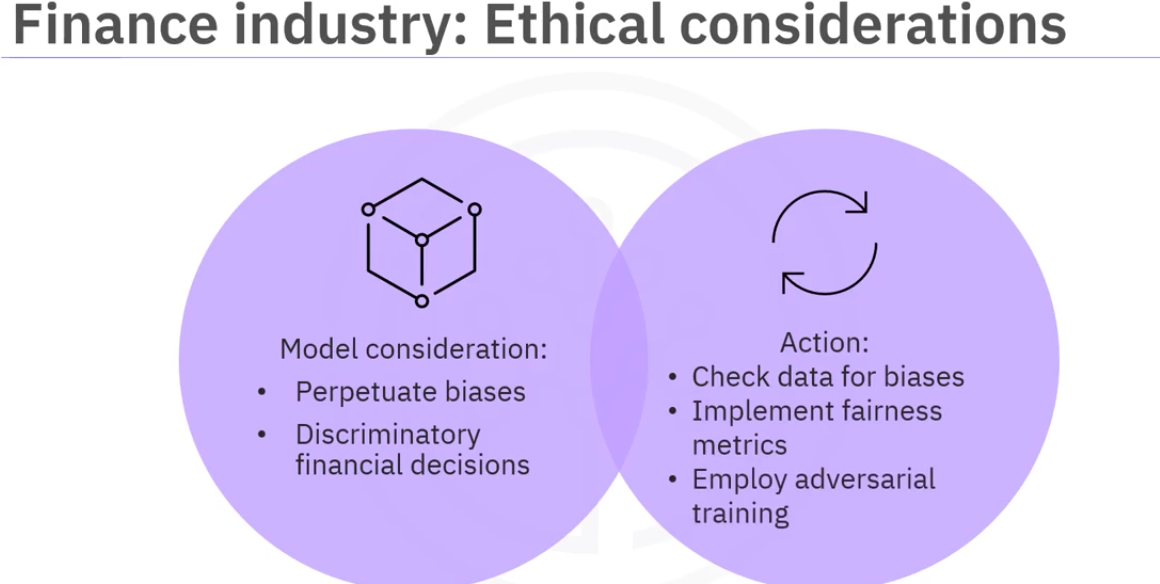 Finance industry: Ethical considerations
Model consideration:
• Perpetuate biases
• Discriminatory
financial decisions
Action:
• Check data for biases
• Implement fairness
metrics
• Employ adversarial
training